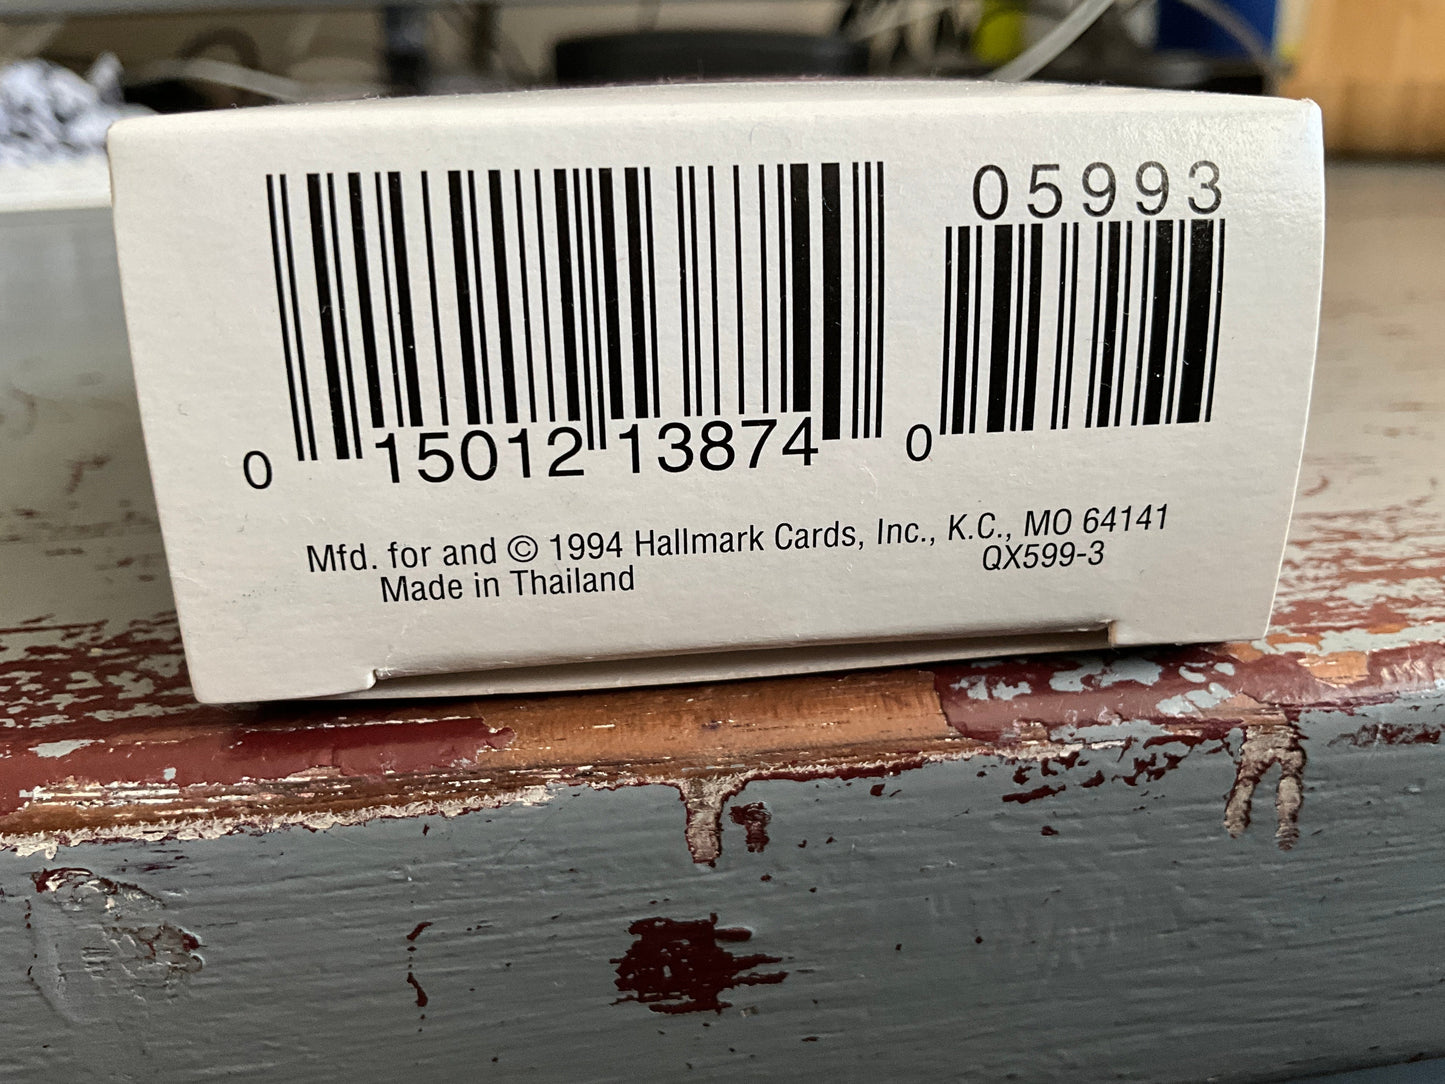 05993
0 15012 13874 0
Mfd. for and © 1994 Hallmark Cards, Inc., K.C., MO 64141
Made in Thailand QX599-3